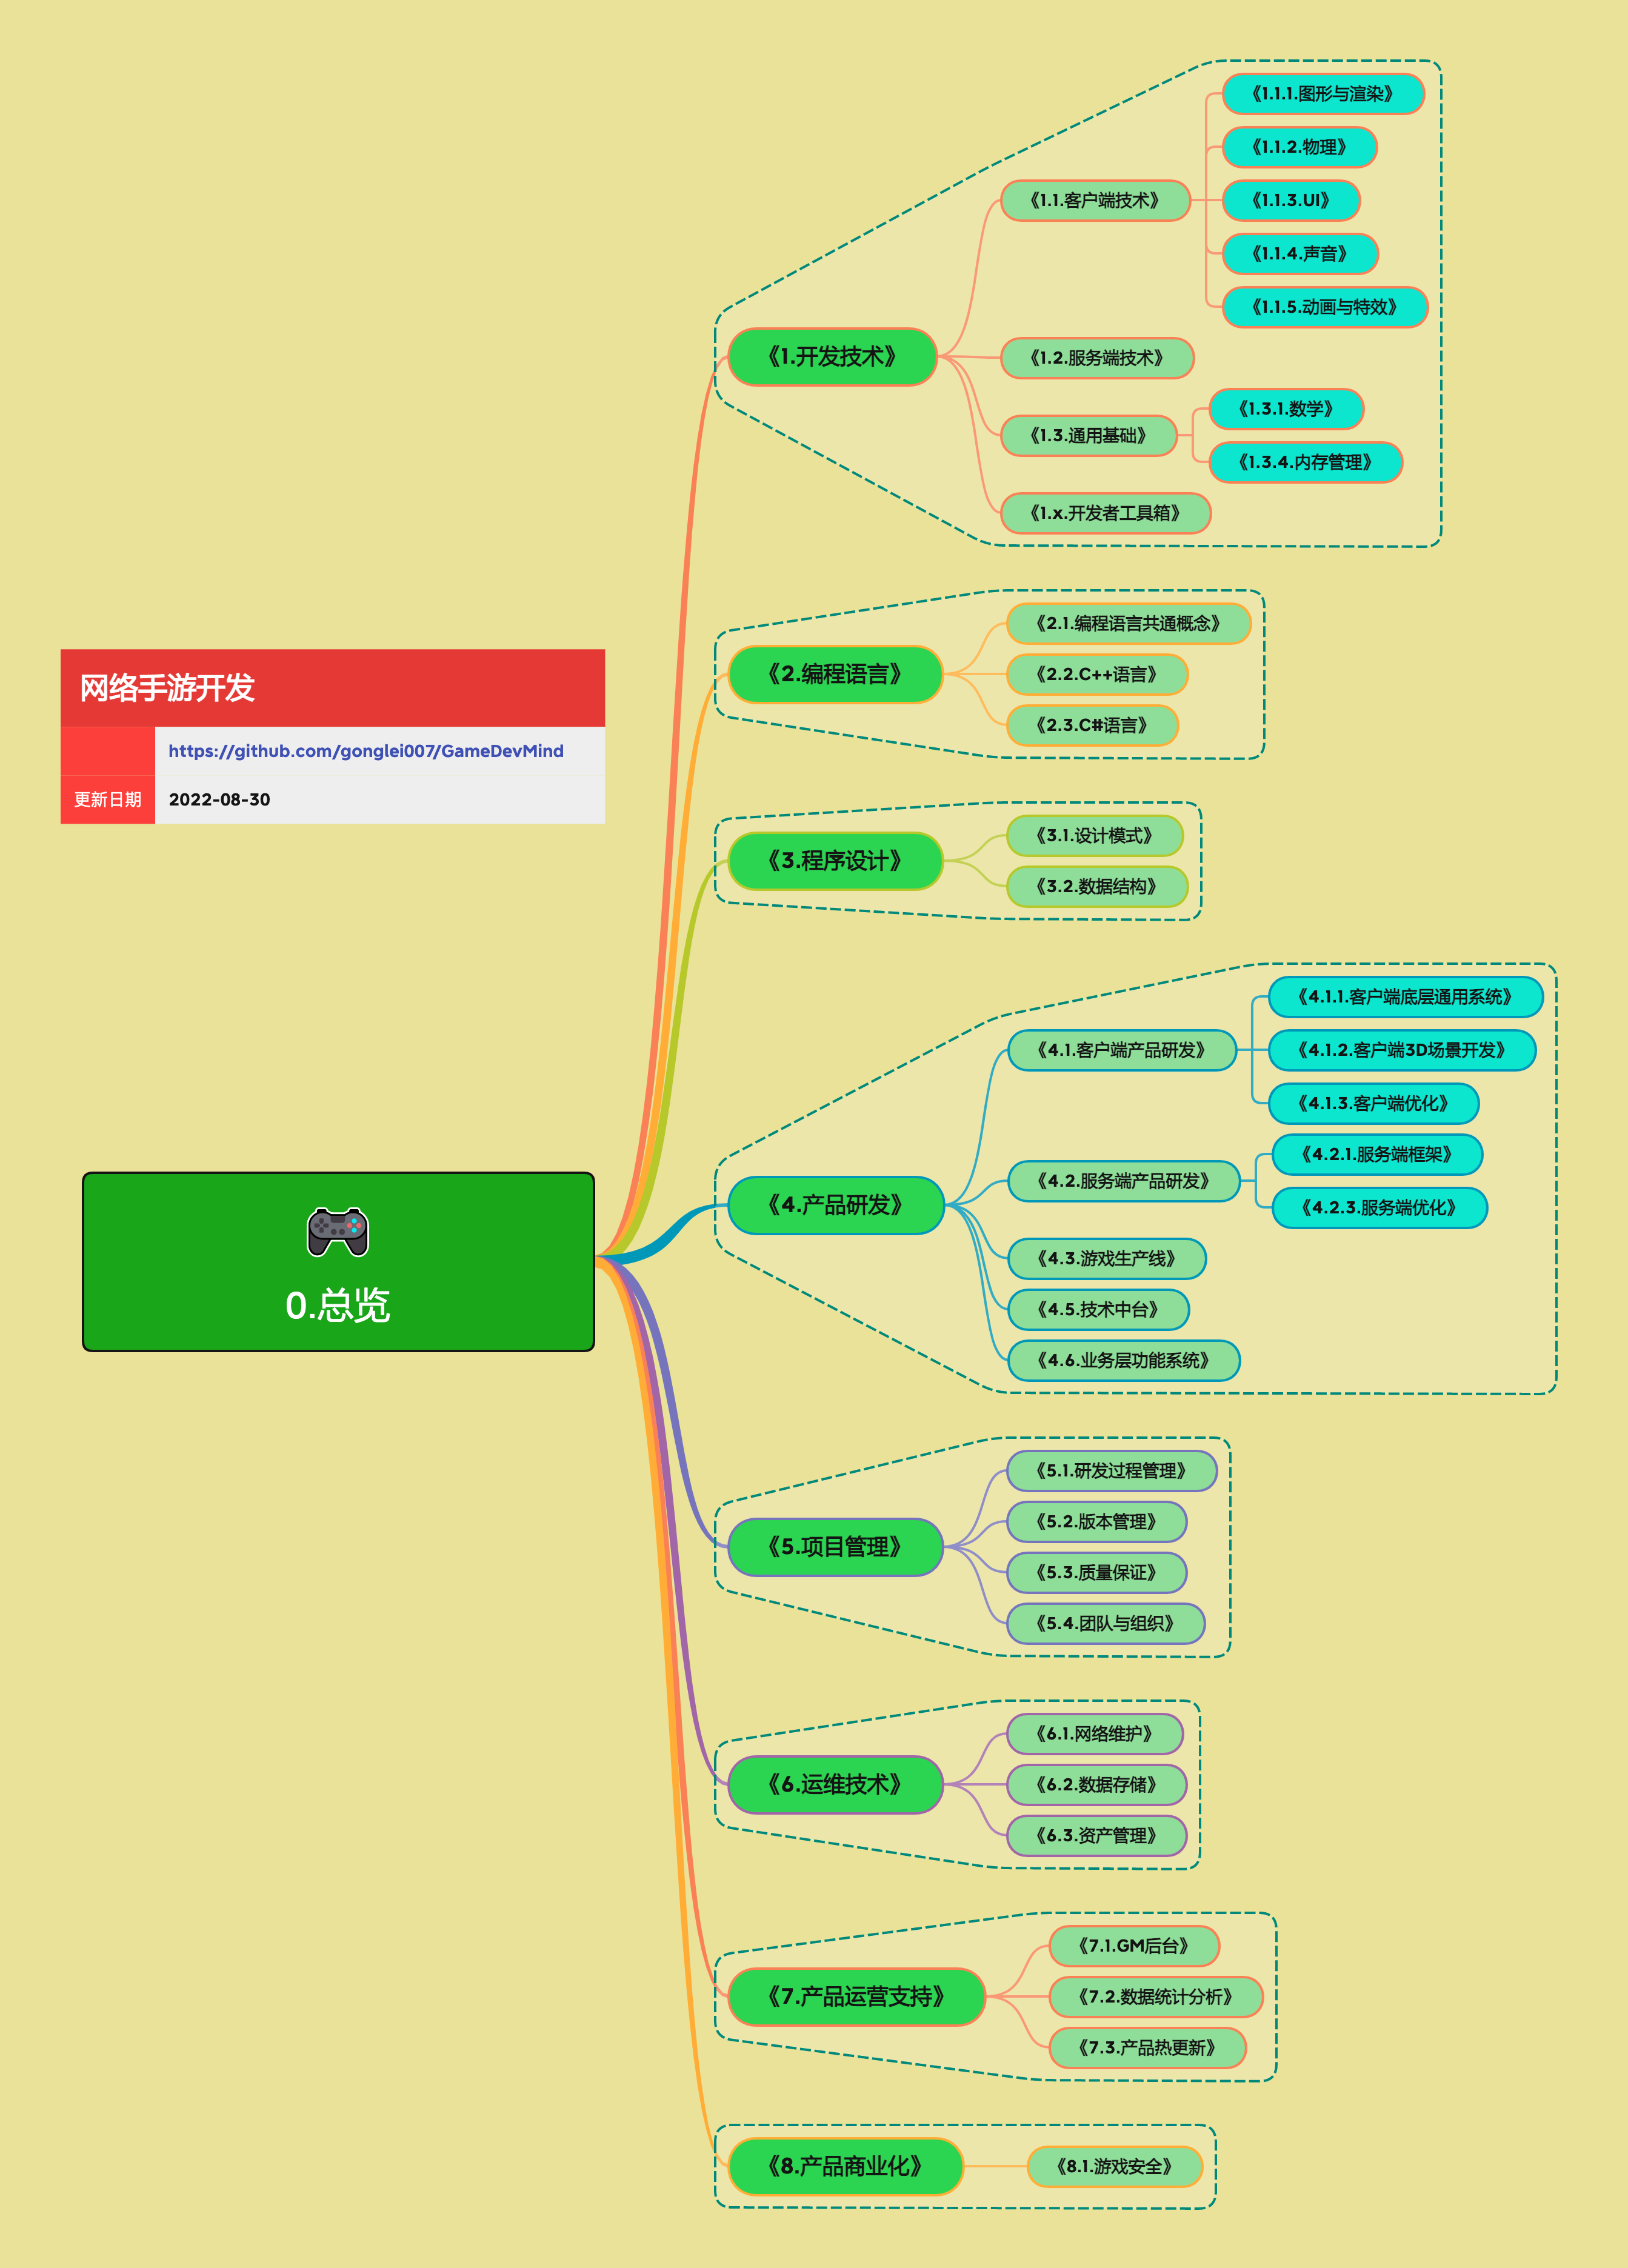 网络手游开发
https://github.com/gonglei007/GameDevMind
更新日期 2022-08-30
0.总览
《1.开发技术》
《1.1.客户端技术》
《1.1.1.图形与渲染》
《1.1.2.物理》
《1.1.3.UI》
《1.1.4.声音》
《1.1.5.动画与特效》
《1.2.服务端技术》
《1.3.通用基础》
《1.3.1.数学》
《1.3.4.内存管理》
《1.x.开发者工具箱》
《2.编程语言》
《2.1.编程语言共通概念》
《2.2.C++语言》
《2.3.C#语言》
《3.程序设计》
《3.1.设计模式》
《3.2.数据结构》
《4.产品研发》
《4.1.客户端产品研发》
《4.1.1.客户端底层通用系统》
《4.1.2.客户端3D场景开发》
《4.1.3.客户端优化》
《4.2.服务端产品研发》
《4.2.1.服务端框架》
《4.2.3.服务端优化》
《4.3.游戏生产线》
《4.5.技术中台》
《4.6.业务层功能系统》
《5.项目管理》
《5.1.研发过程管理》
《5.2.版本管理》
《5.3.质量保证》
《5.4.团队与组织》
《6.运维技术》
《6.1.网络维护》
《6.2.数据存储》
《6.3.资产管理》
《7.产品运营支持》
《7.1.GM后台》
《7.2.数据统计分析》
《7.3.产品热更新》
《8.产品商业化》
《8.1.游戏安全》